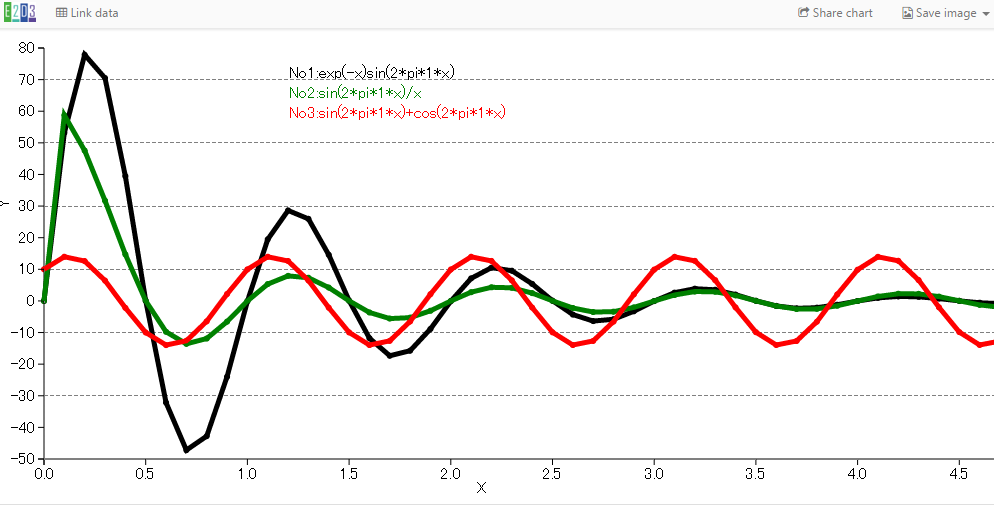 E2D3 Link data Share chart Save image
80
No1:exp(-x)sin(2*pi*1*x)
70
No2:sin(2*pi*1*x)/x
60
No3:sin(2*pi*1*x)+cos(2*pi*1*x)
50
40
30
Y
20
10
0
-10
-20
-30
-40
-50
0.0 0.5 1.0 1.5 2.0 2.5 3.0 3.5 4.0 4.5
X